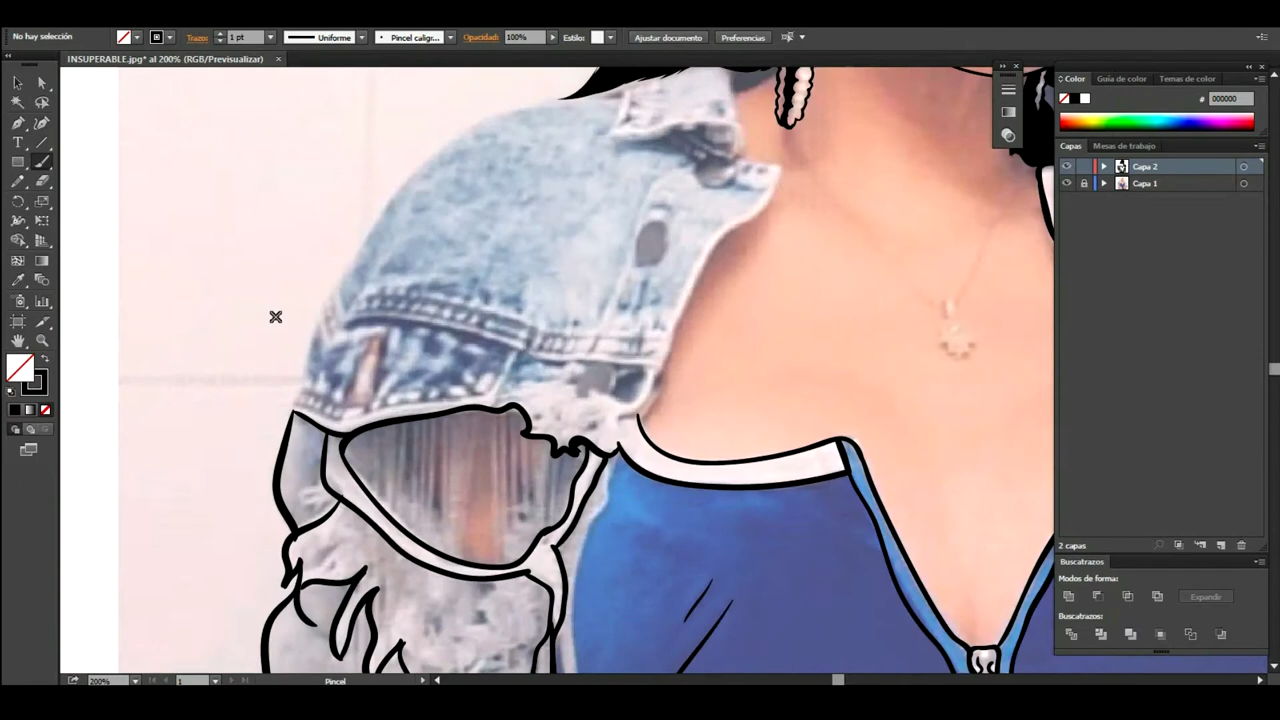 No hay selección
Trazo:
1 pt
Uniforme
Pincel caligr...
Opacidad:
100%
Estilo:
Ajustar documento
Preferencias
INSUPERABLE.jpg* al 200% (RGB/Previsualizar)
Color
Guía de color
Temas de color
# 000000
Capas
Mesas de trabajo
Capa 2
Capa 1
2 capas
Buscatrazos
Modos de forma:
Expandir
Buscatrazos:
200%
1
Pincel